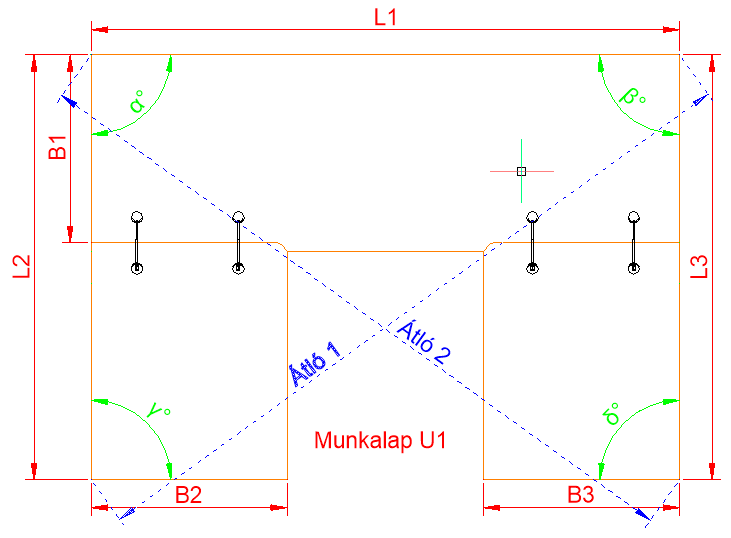 L1
α°
β°
B1
L2
L3
Átló 1
Átló 2
γ°
δ°
Munkalap U1
B2
B3